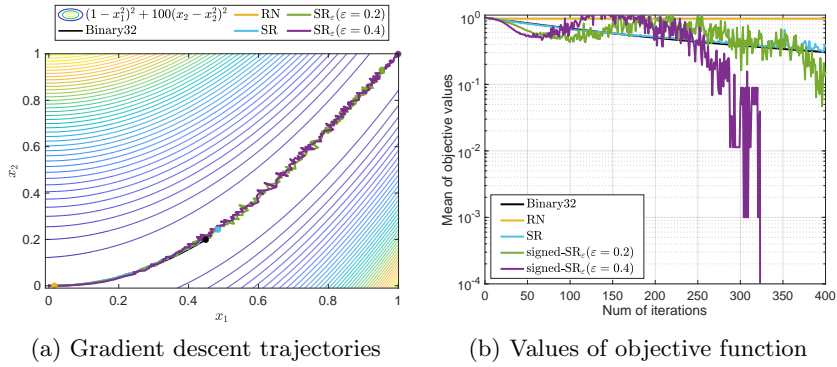 (1 − x₁²)² + 100(x₂ − x₂²)² RN SRε(ε = 0.2)
Binary32 SR SRε(ε = 0.4)
1
0.8
0.6
0.4
0.2
0
x₂
0 0.2 0.4 0.6 0.8 1
x₁
(a) Gradient descent trajectories
10⁰
10⁻¹
10⁻²
10⁻³
10⁻⁴
Mean of objective values
Binary32
RN
SR
signed-SRε(ε = 0.2)
signed-SRε(ε = 0.4)
0 50 100 150 200 250 300 350 400
Num of iterations
(b) Values of objective function